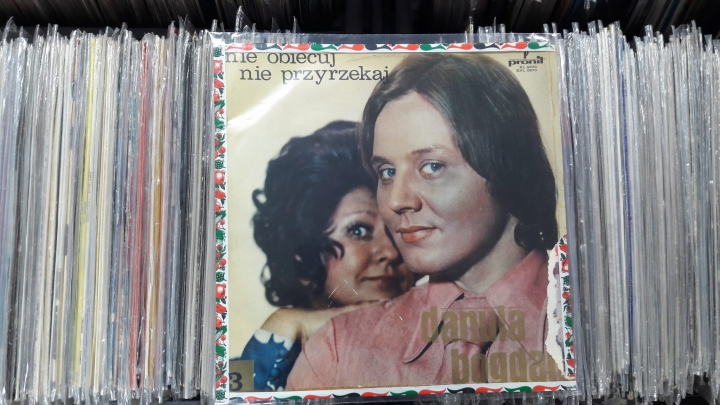 nie obiecuj
nie przyrzekaj
pronit
danuta
bogdan
3